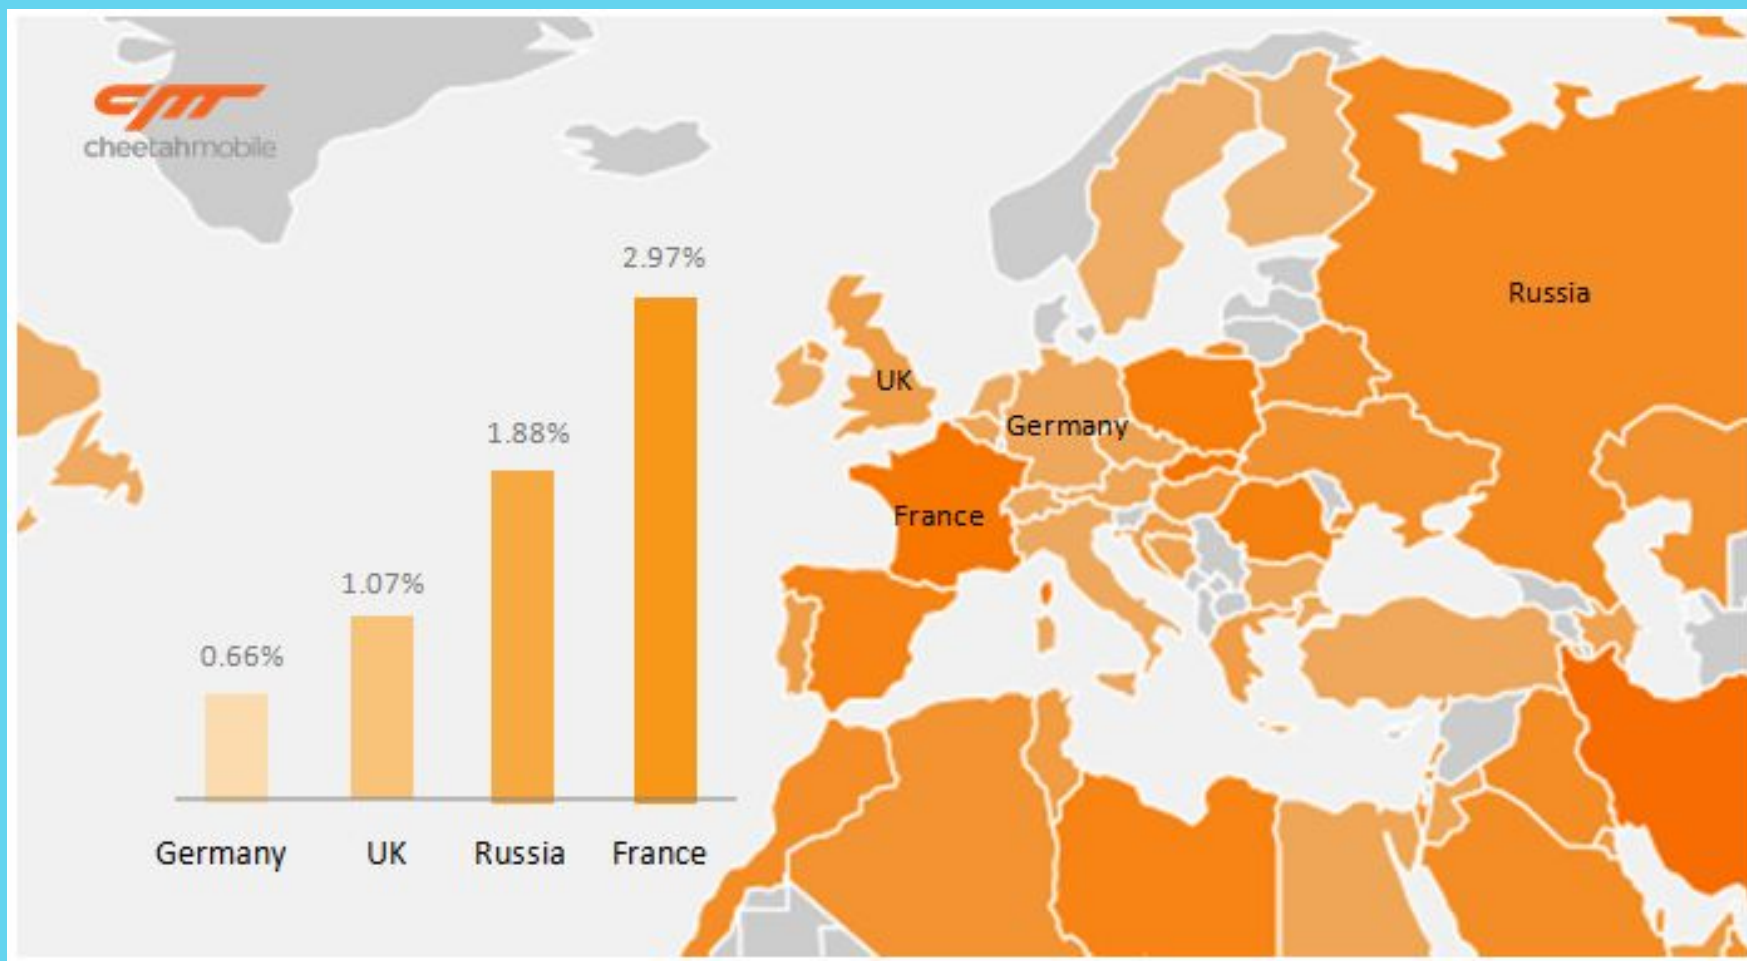 cheetahmobile
2.97%
1.88%
1.07%
0.66%
Germany
UK
Russia
France
Russia
UK
Germany
France